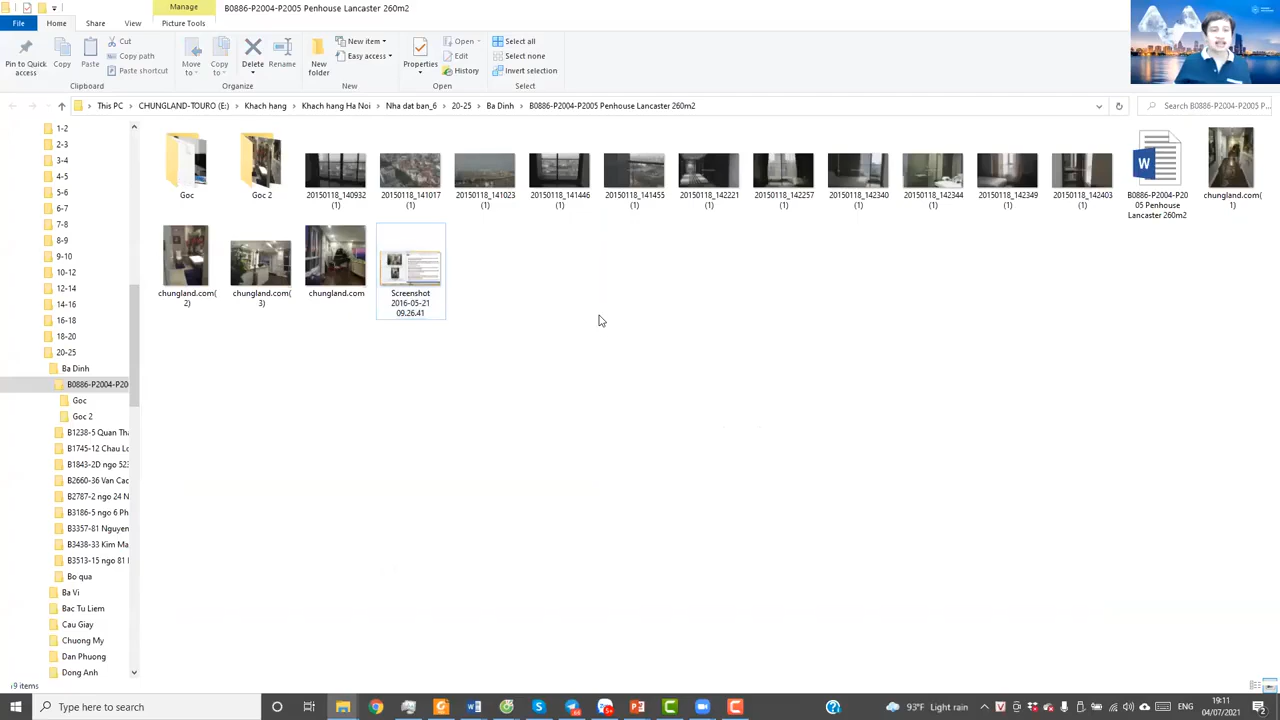 Manage
B0886-P2004-P2005 Penhouse Lancaster 260m2
File
Home
Share
View
Picture Tools
Pin to Quick access
Copy
Paste
Cut
Copy path
Paste shortcut
Clipboard
Move to
Copy to
Delete
Rename
Organize
New folder
New item
Easy access
New
Properties
Open
Edit
History
Open
Select all
Select none
Invert selection
Select
This PC
CHUNGLAND-TOURO (E:)
Khach hang
Khach hang Ha Noi
Nha dat ban_6
20-25
Ba Dinh
B0886-P2004-P2005 Penhouse Lancaster 260m2
Search B0886-P2004-P2005 P...
1-2
2-3
3-4
4-5
5-6
6-7
7-8
8-9
9-10
10-12
12-14
14-16
16-18
18-20
20-25
Ba Dinh
B0886-P2004-P20
Goc
Goc 2
B1238-5 Quan Tha
B1745-12 Chau Lo
B1843-2D ngo 523
B2660-36 Van Cac
B2787-2 ngo 24 N
B3186-5 ngo 6 Ph
B3357-81 Nguyen
B3438-33 Kim Ma
B3513-15 ngo 81
Bo qua
Ba Vi
Bac Tu Liem
Cau Giay
Chuong My
Dan Phuong
Dong Anh
Goc
Goc 2
20150118_140932
(1)
20150118_141017
(1)
20150118_141023
(1)
20150118_141446
(1)
20150118_141455
(1)
20150118_142221
(1)
20150118_142257
(1)
20150118_142340
(1)
20150118_142344
(1)
20150118_142349
(1)
20150118_142403
(1)
B0886-P2004-P20
05 Penhouse
Lancaster 260m2
chungland.com(
1)
chungland.com(
2)
chungland.com(
3)
chungland.com
Screenshot
2016-05-21
09.26.41
9 items
Type here to search
93°F Light rain
19:11
04/07/2021